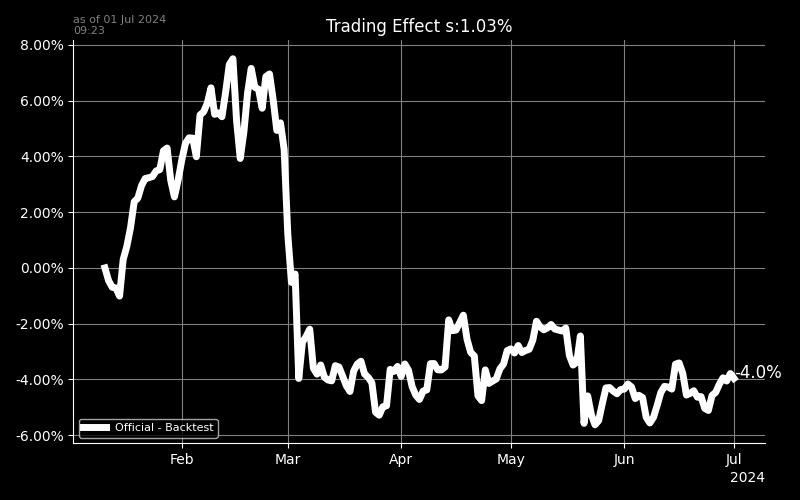 as of 01 Jul 2024
09:23
Trading Effect s:1.03%
8.00%
6.00%
4.00%
2.00%
0.00%
-2.00%
-4.00%
-6.00%
-4.0%
Official - Backtest
Feb
Mar
Apr
May
Jun
Jul
2024